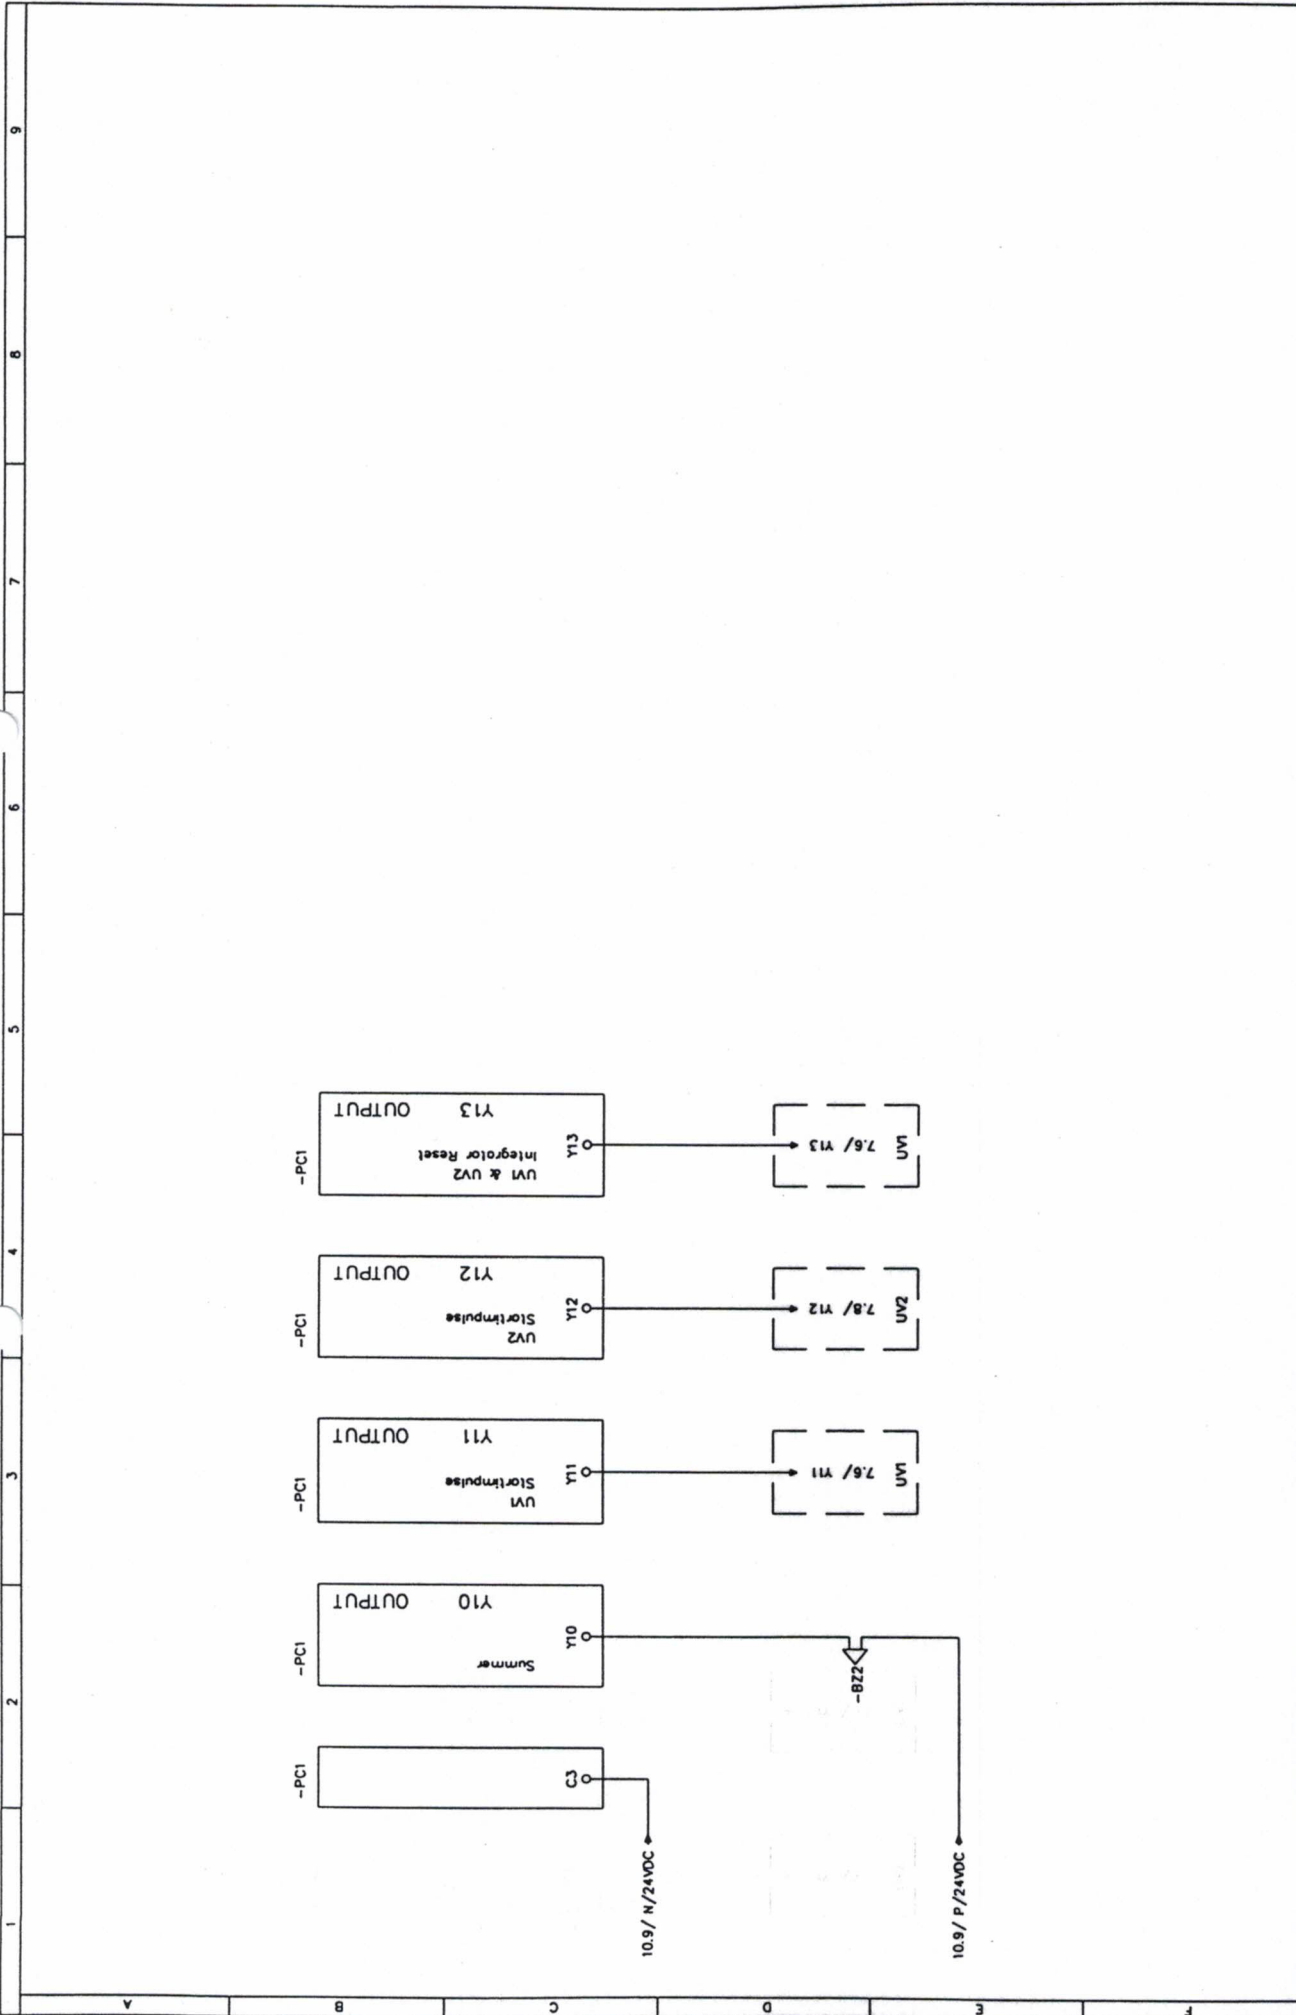 1
2
3
4
5
6
7
8
9
A
B
C
D
E
-PC1
-PC1
-PC1
-PC1
-PC1
OUTPUT
Y10
Summer
OUTPUT
Y11
UV1
Startimpulse
OUTPUT
Y12
UV2
Startimpulse
OUTPUT
Y13
UV1 & UV2
Integrator Reset
C3
Y10
Y11
Y12
Y13
10.9/ N/24VDC
-BZ2
7.6/ Y11
UV1
7.8/ Y12
UV2
7.6/ Y13
UV1
10.9/ P/24VDC